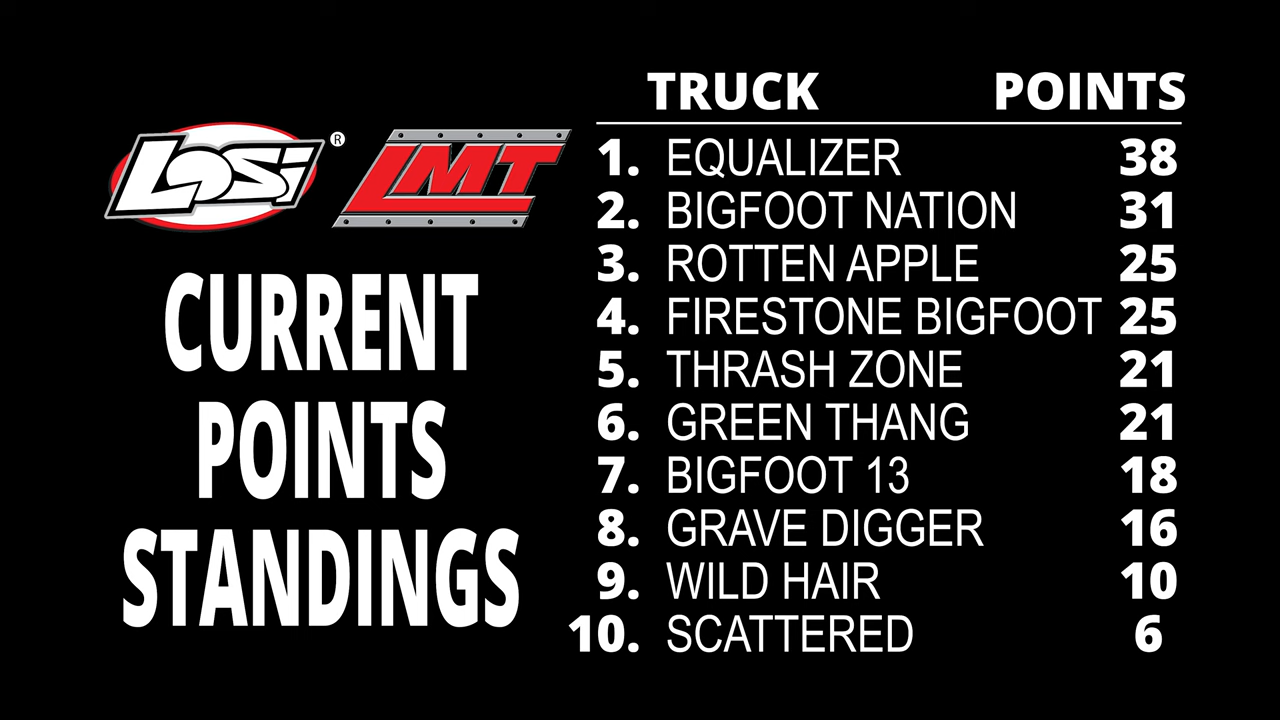 LOSI ® LMT
CURRENT
POINTS
STANDINGS
TRUCK POINTS
1. EQUALIZER 38
2. BIGFOOT NATION 31
3. ROTTEN APPLE 25
4. FIRESTONE BIGFOOT 25
5. THRASH ZONE 21
6. GREEN THANG 21
7. BIGFOOT 13 18
8. GRAVE DIGGER 16
9. WILD HAIR 10
10. SCATTERED 6